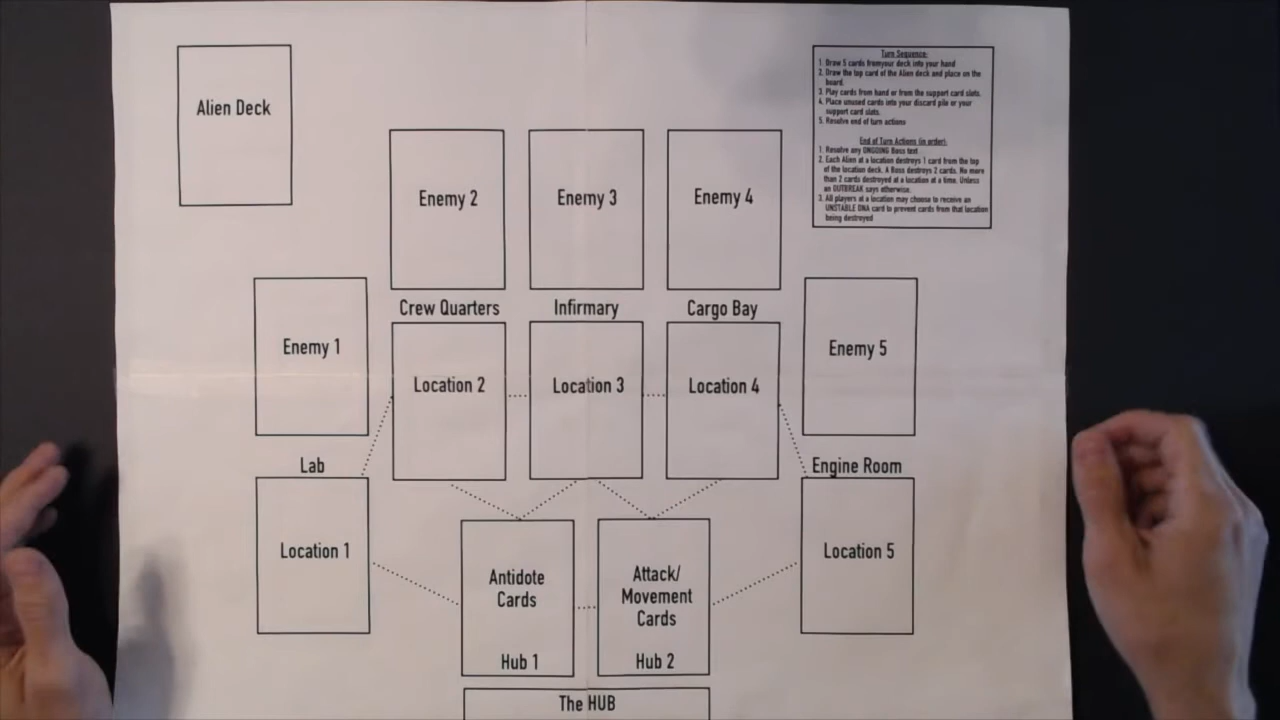 Alien Deck
Turn Sequence:
1. Draw 5 cards fromyour deck into your hand
2. Draw the top card of the Alien deck and place on the
board.
3. Play cards from hand or from the support card slots.
4. Place unused cards into your discard pile or your
support card slots.
5. Resolve end of turn actions
End of Turn Actions (in order):
1. Resolve any ONGOING Boss text
2. Each Alien at a location destroys 1 card from the top
of the location deck. A Boss destroys 2 cards. No more
than 2 cards destroyed at a location at a time. Unless
an OUTBREAK says otherwise.
3. All players at a location may choose to receive an
UNSTABLE DNA card to prevent cards from that location
being destroyed
Enemy 2
Enemy 3
Enemy 4
Crew Quarters
Infirmary
Cargo Bay
Enemy 1
Enemy 5
Location 2
Location 3
Location 4
Lab
Engine Room
Location 1
Location 5
Antidote
Cards
Hub 1
Attack/
Movement
Cards
Hub 2
The HUB